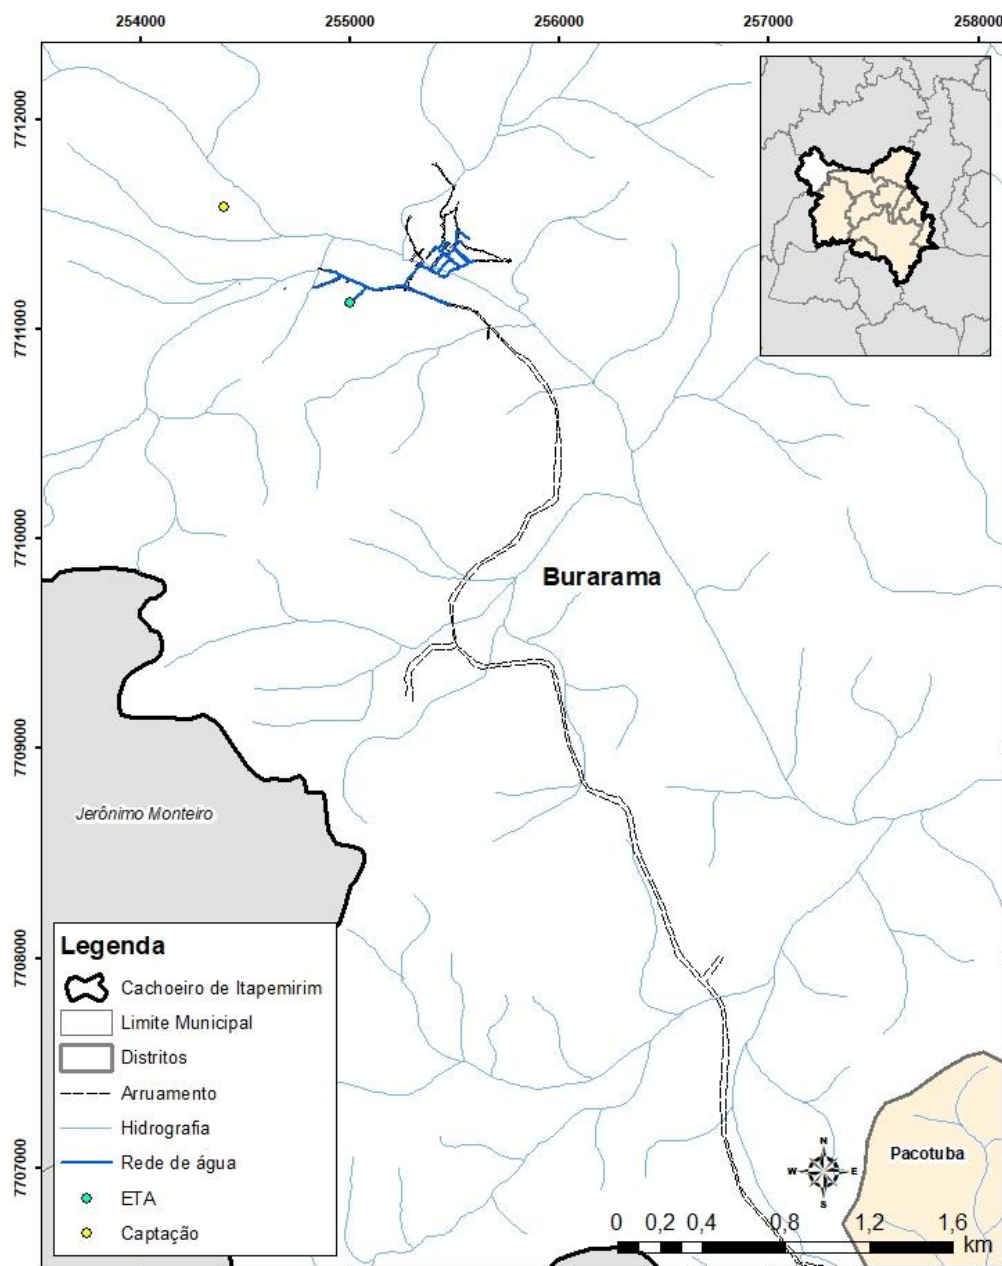 254000
255000
256000
257000
258000
7712000
7711000
7710000
7709000
7708000
7707000
Burarama
Jerônimo Monteiro
Pacotuba
Legenda
Cachoeiro de Itapemirim
Limite Municipal
Distritos
Arruamento
Hidrografia
Rede de água
ETA
Captação
N
W E
S
0 0,2 0,4 0,8 1,2 1,6
km